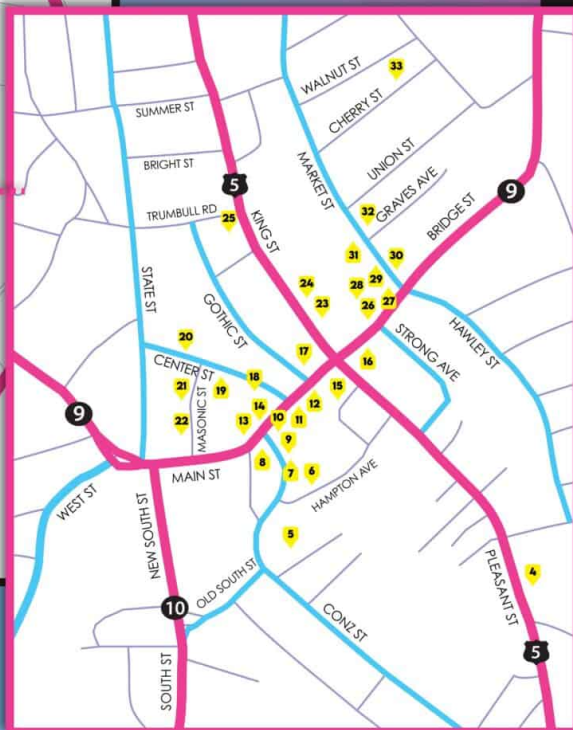 WALNUT ST
33
CHERRY ST
SUMMER ST
UNION ST
BRIGHT ST
MARKET ST
5
9
GRAVES AVE
TRUMBULL RD
25
32
KING ST
BRIDGE ST
31
30
STATE ST
24
28
29
23
26
27
GOTHIC ST
HAWLEY ST
STRONG AVE
20
17
16
CENTER ST
18
21
19
15
MASONIC ST
12
14
9
22
13
10
11
9
8
7
6
MAIN ST
HAMPTON AVE
WEST ST
NEW SOUTH ST
5
PLEASANT ST
4
OLD SOUTH ST
10
CONZ ST
5
SOUTH ST